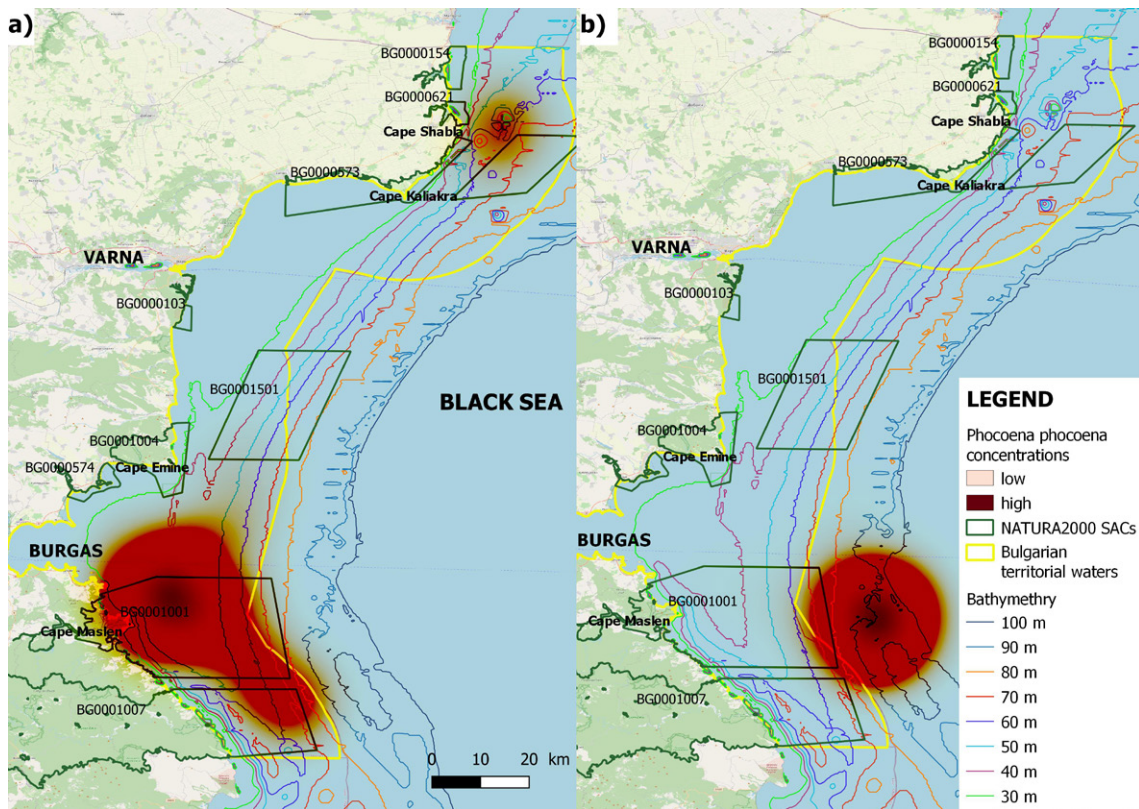 a)
BG0000154
BG0000621
Cape Shabla
BG0000573
Cape Kaliakra
VARNA
BG0000103
BG0001501
BLACK SEA
BG0001004
Cape Emine
BG0000574
BURGAS
BG0001001
Cape Maslen
BG0001007
0 10 20 km
b)
BG0000154
BG0000621
Cape Shabla
BG0000573
Cape Kaliakra
VARNA
BG0000103
BG0001501
BG0001004
Cape Emine
BG0000574
BURGAS
BG0001001
Cape Maslen
BG0001007
LEGEND
Phocoena phocoena
concentrations
low
high
NATURA2000 SACs
Bulgarian
territorial waters
Bathymethry
100 m
90 m
80 m
70 m
60 m
50 m
40 m
30 m